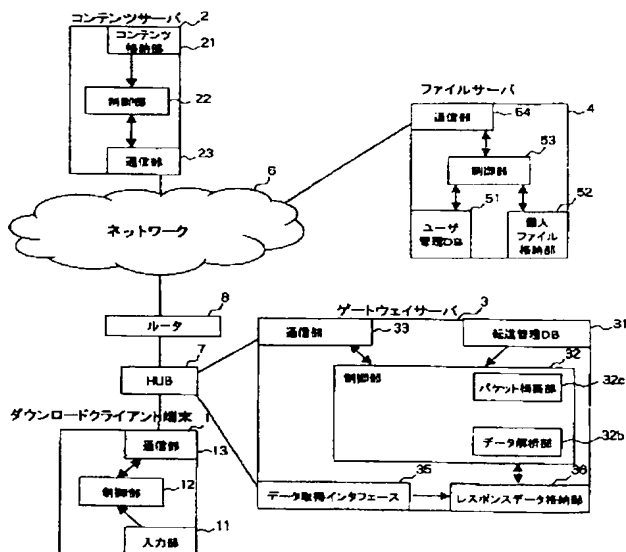 コンテンツサーバ
2
コンテンツ
格納部
21
制御部
22
通信部
23
6
ネットワーク
ファイルサーバ
4
通信部
54
53
制御部
51
52
ユーザ
管理DB
個人
ファイル
格納部
8
ルータ
7
HUB
ゲートウェイサーバ
3
通信部
33
転送管理DB
31
32
制御部
パケット構築部
32c
データ解析部
32b
35
データ取得インタフェース
36
レスポンスデータ格納部
ダウンロードクライアント端末
1
通信部
13
制御部
12
11
入力部